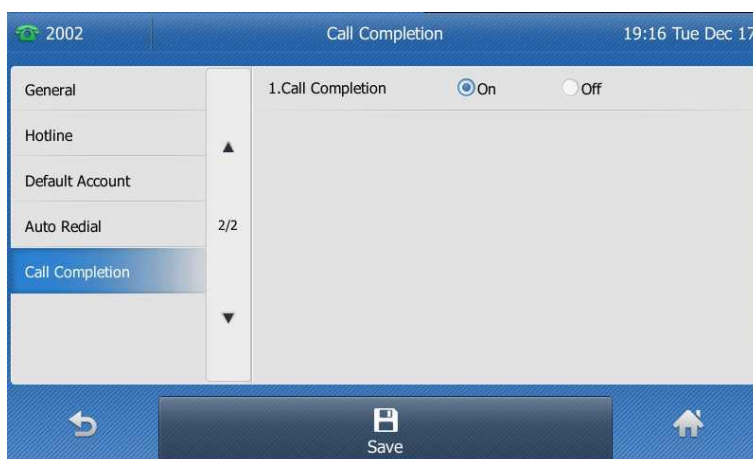 2002 Call Completion 19:16 Tue Dec 17
General
Hotline
Default Account
Auto Redial
Call Completion
2/2
1.Call Completion On Off
Save